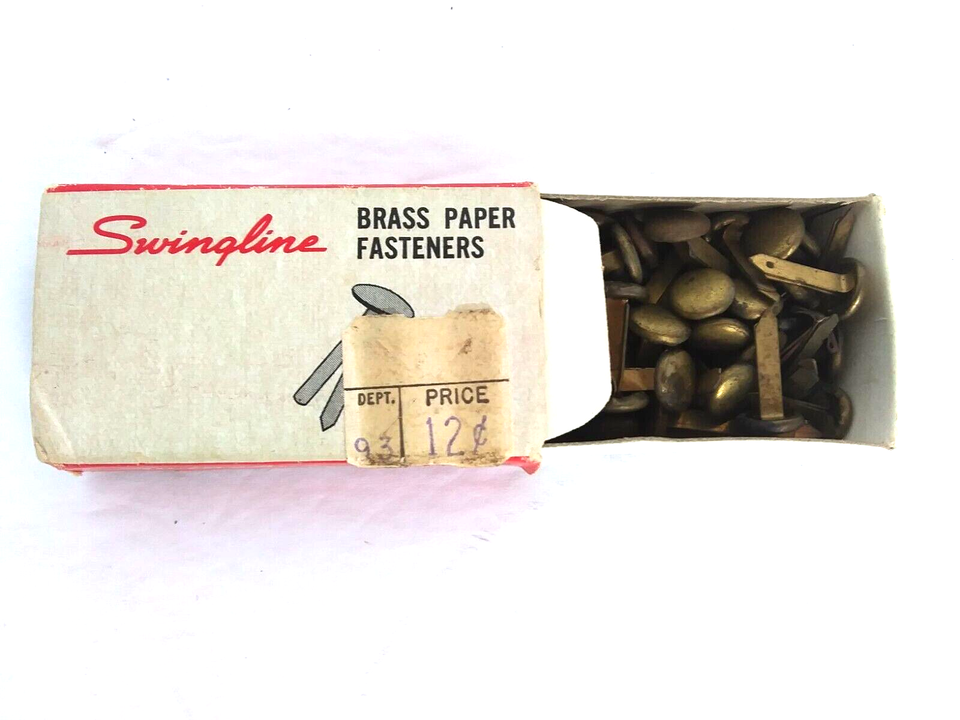 Swingline
BRASS PAPER
FASTENERS
DEPT. PRICE
93 12¢